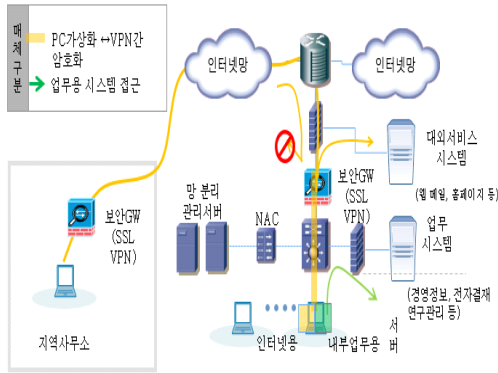 매체구분
PC가상화 ↔VPN간
암호화
업무용 시스템 접근
인터넷망
인터넷망
대외서비스
시스템
(웹 메일, 홈페이지 등)
보안GW
(SSL
VPN)
망 분리
관리서버
NAC
보안GW
(SSL
VPN)
업무
시스템
(경영정보, 전자결재
연구관리 등)
서버
지역사무소
인터넷용
내부업무용